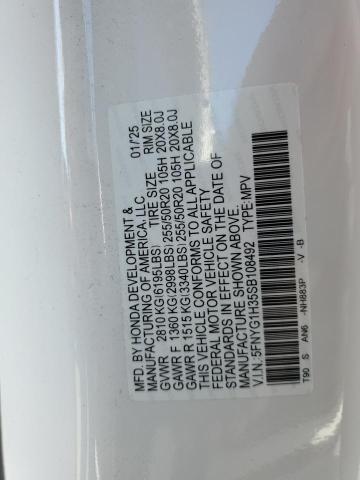 MFD. BY HONDA DEVELOPMENT & 01/25
MANUFACTURING OF AMERICA, LLC
TIRE SIZE RIM SIZE
GVWR 2810 KG(6195LBS)
GAWR F 1360 KG(2998LBS) 255/50R20 105H 20X8.0J
GAWR R 1515 KG(3340LBS) 255/50R20 105H 20X8.0J
THIS VEHICLE CONFORMS TO ALL APPLICABLE
FEDERAL MOTOR VEHICLE SAFETY
STANDARDS IN EFFECT ON THE DATE OF
MANUFACTURE SHOWN ABOVE.
V.I.N.: 5FNYG1H35SB108492 TYPE: MPV
T90 S AN6 -NH883P -V -B